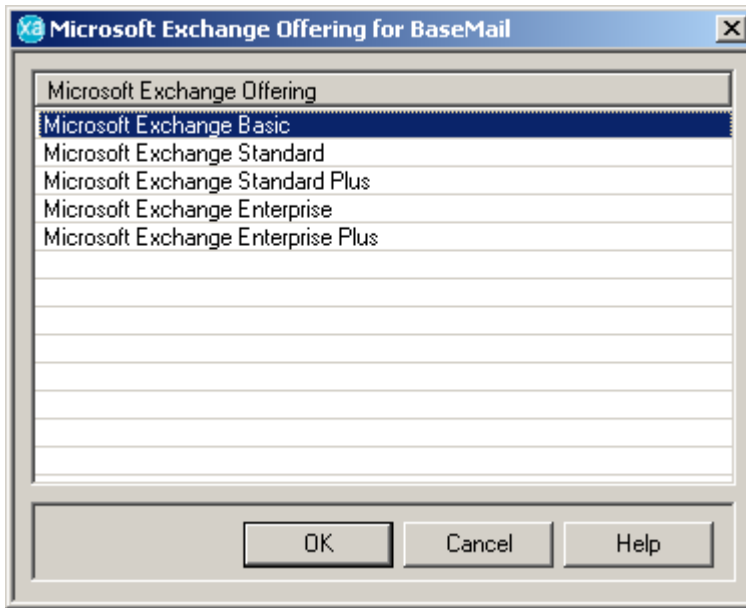 xa Microsoft Exchange Offering for BaseMail
Microsoft Exchange Offering
Microsoft Exchange Basic
Microsoft Exchange Standard
Microsoft Exchange Standard Plus
Microsoft Exchange Enterprise
Microsoft Exchange Enterprise Plus
OK Cancel Help